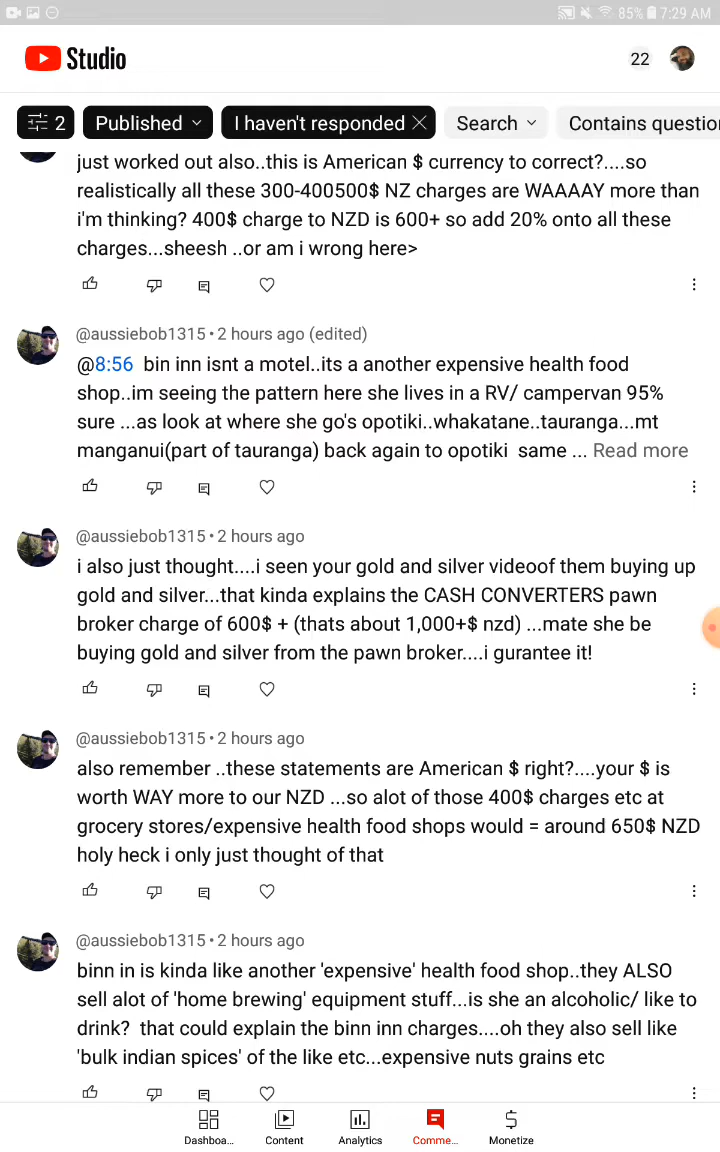 85% 7:29 AM
Studio
22
2 Published I haven't responded Search Contains question
just worked out also..this is American $ currency to correct?....so
realistically all these 300-400500$ NZ charges are WAAAAY more than
i'm thinking? 400$ charge to NZD is 600+ so add 20% onto all these
charges...sheesh ..or am i wrong here>
@aussiebob1315 • 2 hours ago (edited)
@8:56 bin inn isnt a motel..its a another expensive health food
shop..im seeing the pattern here she lives in a RV/ campervan 95%
sure ...as look at where she go's opotiki..whakatane..tauranga...mt
manganui(part of tauranga) back again to opotiki same ... Read more
@aussiebob1315 • 2 hours ago
i also just thought....i seen your gold and silver videoof them buying up
gold and silver...that kinda explains the CASH CONVERTERS pawn
broker charge of 600$ + (thats about 1,000+$ nzd) ...mate she be
buying gold and silver from the pawn broker....i gurantee it!
@aussiebob1315 • 2 hours ago
also remember ..these statements are American $ right?....your $ is
worth WAY more to our NZD ...so alot of those 400$ charges etc at
grocery stores/expensive health food shops would = around 650$ NZD
holy heck i only just thought of that
@aussiebob1315 • 2 hours ago
binn in is kinda like another 'expensive' health food shop..they ALSO
sell alot of 'home brewing' equipment stuff...is she an alcoholic/ like to
drink? that could explain the binn inn charges....oh they also sell like
'bulk indian spices' of the like etc...expensive nuts grains etc
Dashboa... Content Analytics Comme... Monetize